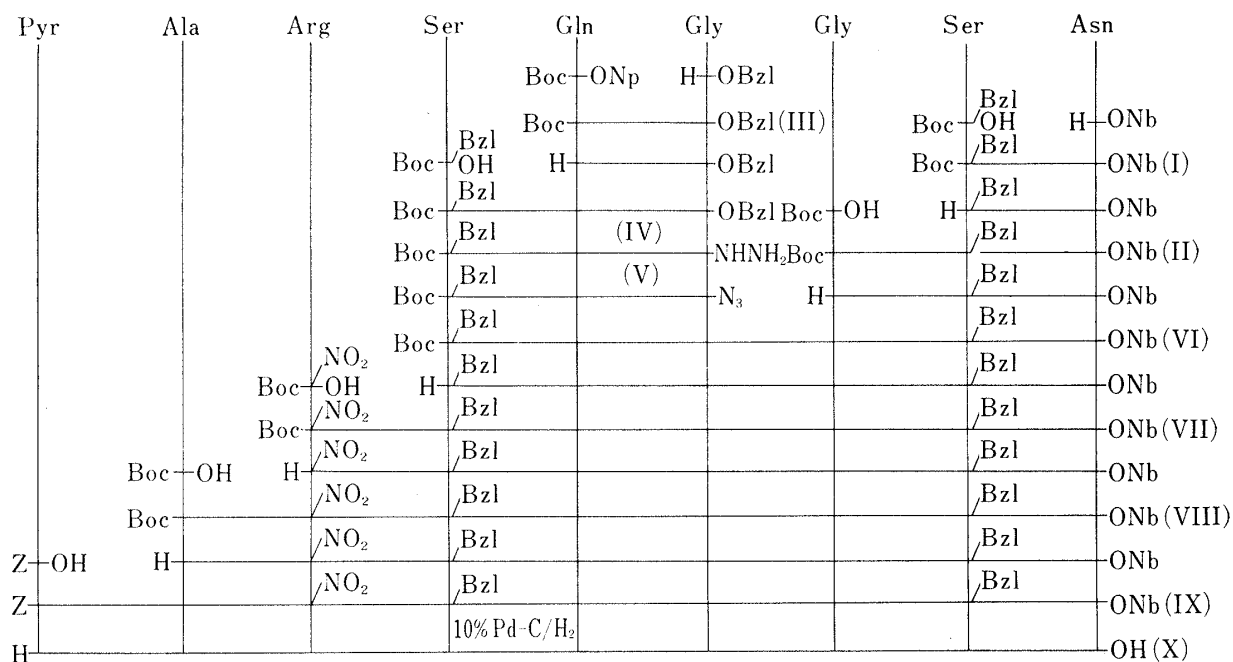 Pyr Ala Arg Ser Gln Gly Gly Ser Asn
Boc ONp H OBzl
Boc OBzl(III) Boc Bzl OH H ONb
Boc Bzl OH H OBzl Boc Bzl ONb(I)
Boc Bzl OBzl Boc OH H Bzl ONb
Boc Bzl (IV) NHNH₂ Boc Bzl ONb(II)
Boc Bzl (V) N₃ H Bzl ONb
Boc Bzl Bzl ONb(VI)
Boc NO₂ OH H Bzl Bzl ONb
Boc NO₂ Bzl Bzl ONb(VII)
Boc OH H NO₂ Bzl Bzl ONb
Boc NO₂ Bzl Bzl ONb(VIII)
Z OH H NO₂ Bzl Bzl ONb
Z NO₂ Bzl Bzl ONb(IX)
10% Pd-C/H₂
H OH(X)